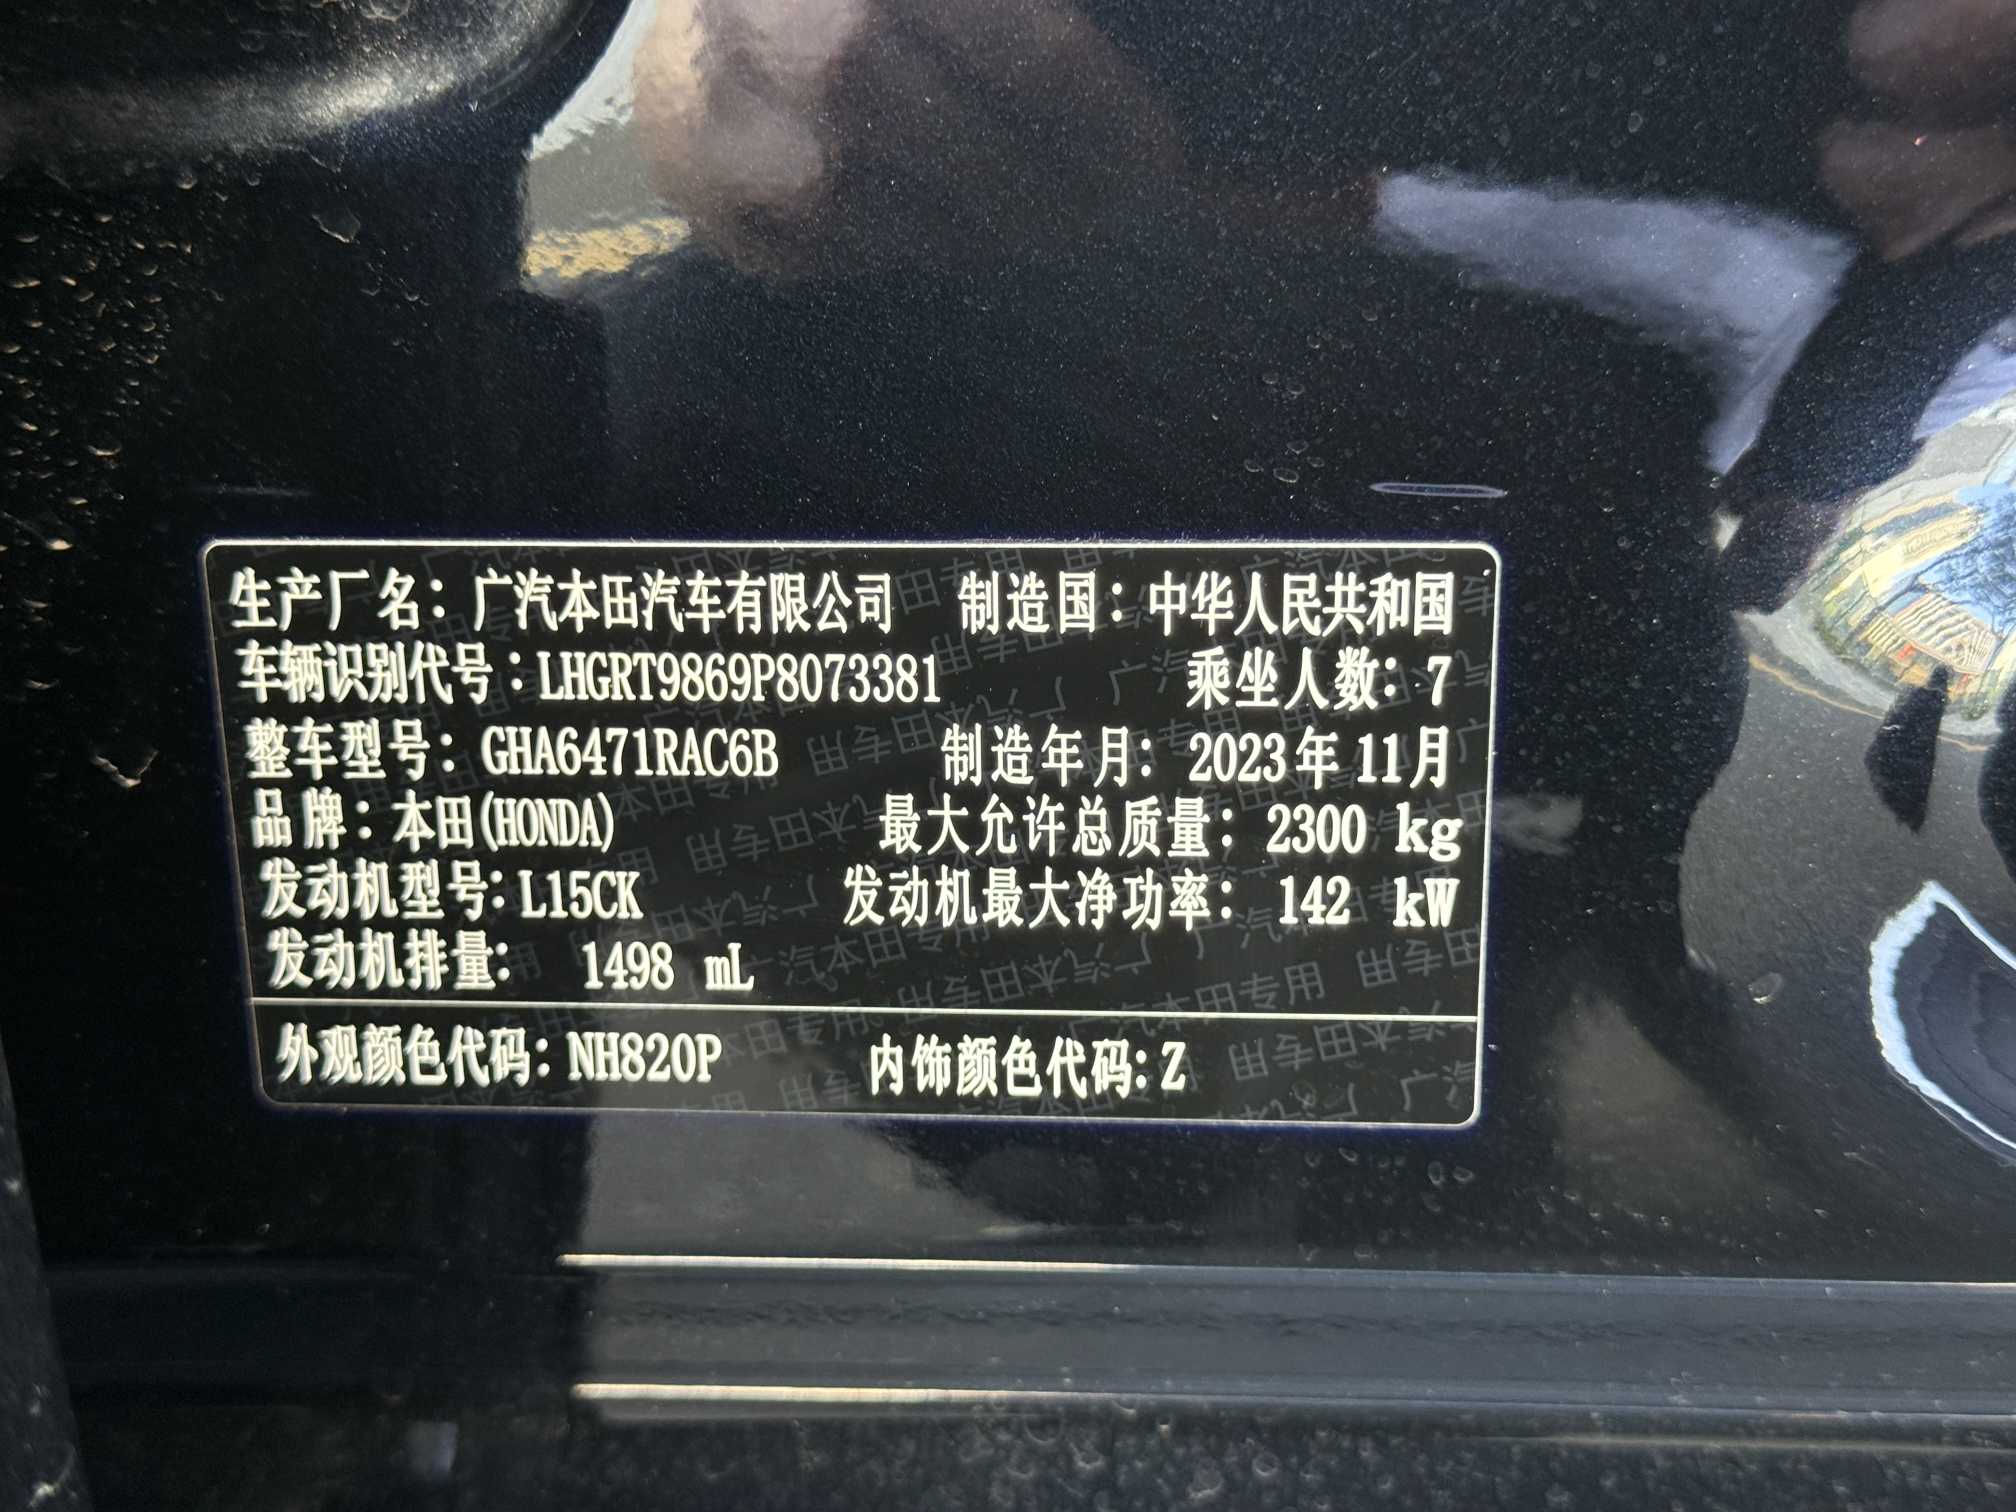 生产厂名：广汽本田汽车有限公司 制造国：中华人民共和国
车辆识别代号：LHGRT9869P8073381 乘坐人数：7
整车型号：GHA6471RAC6B 制造年月：2023年11月
品牌：本田(HONDA) 最大允许总质量：2300 kg
发动机型号：L15CK 发动机最大净功率：142 kW
发动机排量：1498 mL
外观颜色代码：NH820P 内饰颜色代码：Z